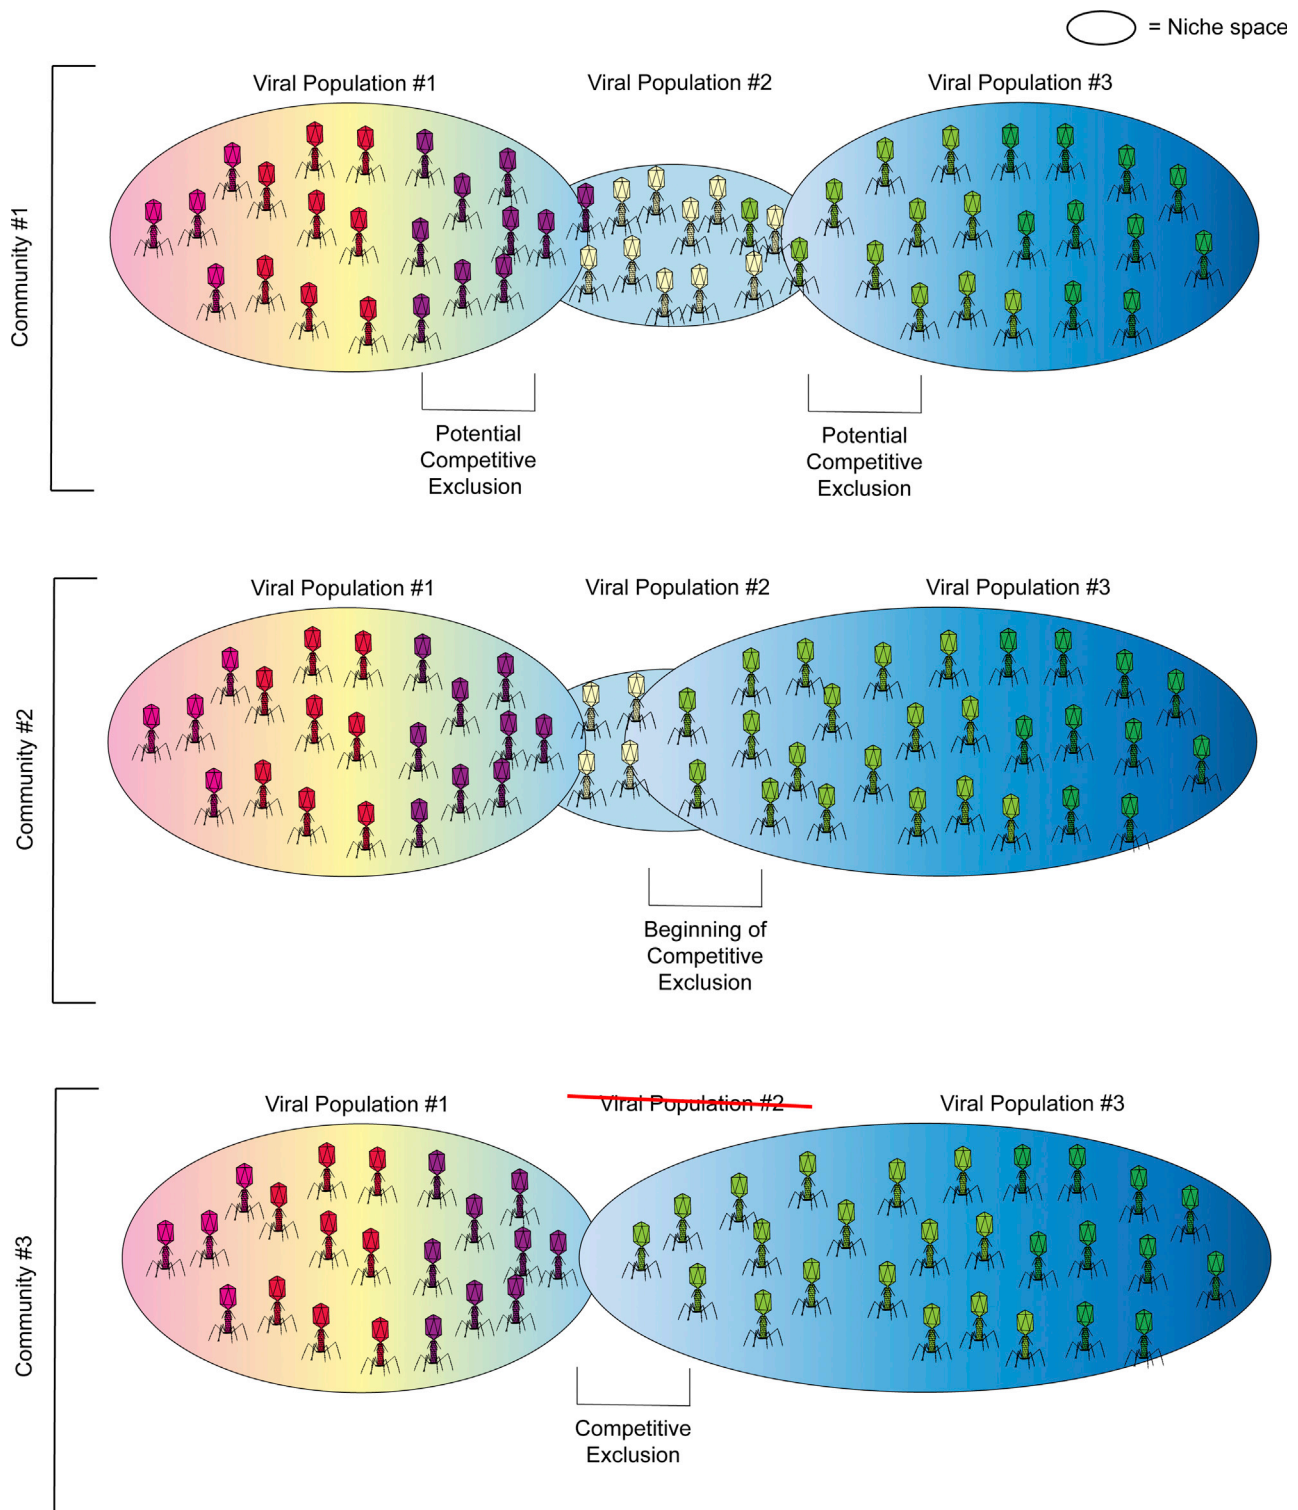 = Niche space
Viral Population #1
Viral Population #2
Viral Population #3
Community #1
Potential
Competitive
Exclusion
Potential
Competitive
Exclusion
Viral Population #1
Viral Population #2
Viral Population #3
Community #2
Beginning of
Competitive
Exclusion
Viral Population #1
Viral Population #2
Viral Population #3
Community #3
Competitive
Exclusion